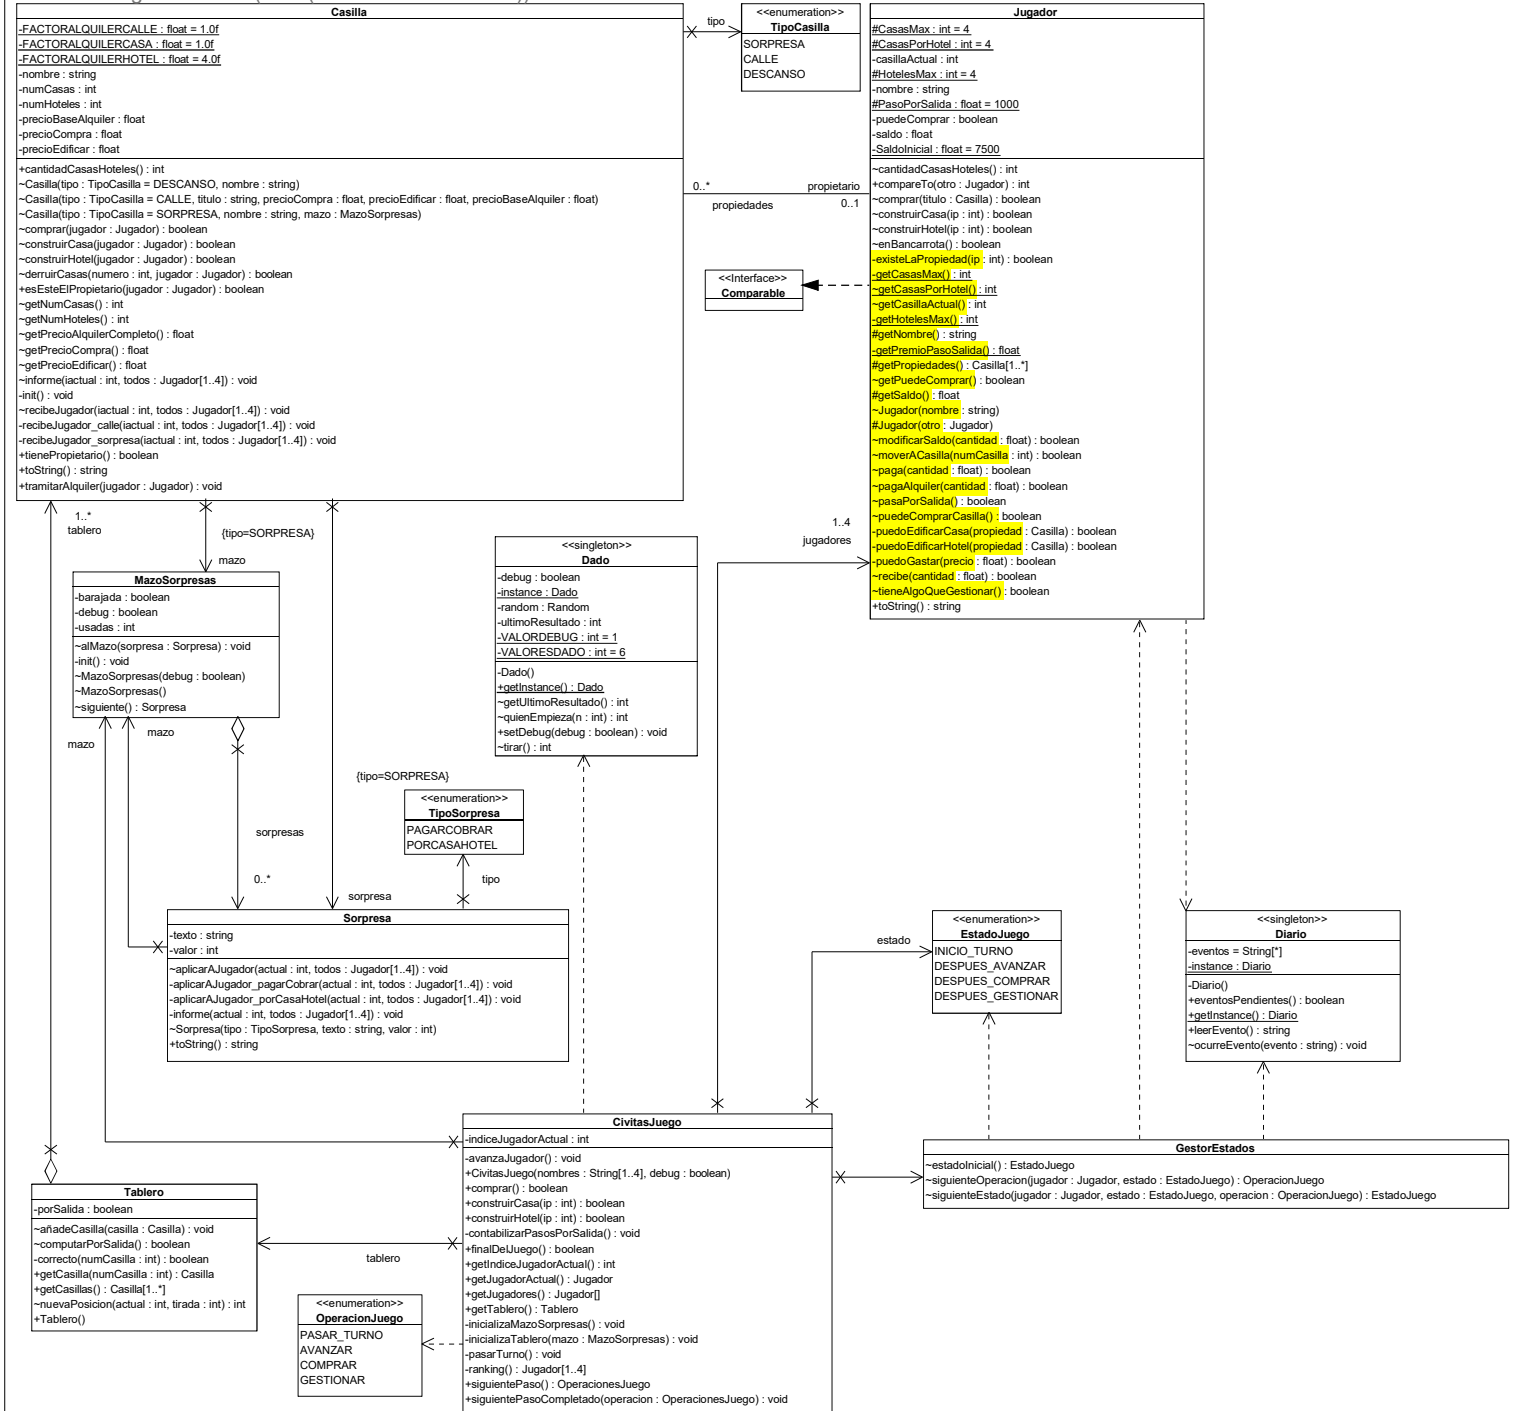 Casilla
-FACTORALQUILERCALLE : float = 1.0f
-FACTORALQUILERCASA : float = 1.0f
-FACTORALQUILERHOTEL : float = 4.0f
-nombre : string
-numCasas : int
-numHoteles : int
-precioBaseAlquiler : float
-precioCompra : float
-precioEdificar : float
+cantidadCasasHoteles() : int
~Casilla(tipo : TipoCasilla = DESCANSO, nombre : string)
~Casilla(tipo : TipoCasilla = CALLE, titulo : string, precioCompra : float, precioEdificar : float, precioBaseAlquiler : float)
~Casilla(tipo : TipoCasilla = SORPRESA, nombre : string, mazo : MazoSorpresas)
~comprar(jugador : Jugador) : boolean
~construirCasa(jugador : Jugador) : boolean
~construirHotel(jugador : Jugador) : boolean
~derruirCasas(numero : int, jugador : Jugador) : boolean
+esEsteElPropietario(jugador : Jugador) : boolean
~getNumCasas() : int
~getNumHoteles() : int
~getPrecioAlquilerCompleto() : float
~getPrecioCompra() : float
~getPrecioEdificar() : float
~informe(iactual : int, todos : Jugador[1..4]) : void
-init() : void
~recibeJugador(iactual : int, todos : Jugador[1..4]) : void
-recibeJugador_calle(iactual : int, todos : Jugador[1..4]) : void
-recibeJugador_sorpresa(iactual : int, todos : Jugador[1..4]) : void
+tienePropietario() : boolean
+toString() : string
+tramitarAlquiler(jugador : Jugador) : void
tipo
<<enumeration>>
TipoCasilla
SORPRESA
CALLE
DESCANSO
Jugador
#CasasMax : int = 4
#CasasPorHotel : int = 4
-casillaActual : int
#HotelesMax : int = 4
-nombre : string
#PasoPorSalida : float = 1000
-puedeComprar : boolean
-saldo : float
-SaldoInicial : float = 7500
~cantidadCasasHoteles() : int
+compareTo(otro : Jugador) : int
~comprar(titulo : Casilla) : boolean
~construirCasa(ip : int) : boolean
~construirHotel(ip : int) : boolean
~enBancarrota() : boolean
-existeLaPropiedad(ip : int) : boolean
-getCasasMax() : int
~getCasasPorHotel() : int
~getCasillaActual() : int
-getHotelesMax() : int
#getNombre() : string
-getPremioPasoSalida() : float
#getPropiedades() : Casilla[1..*]
~getPuedeComprar() : boolean
#getSaldo() : float
~Jugador(nombre : string)
#Jugador(otro : Jugador)
~modificarSaldo(cantidad : float) : boolean
~moverACasilla(numCasilla : int) : boolean
~paga(cantidad : float) : boolean
~pagaAlquiler(cantidad : float) : boolean
~pasaPorSalida() : boolean
~puedeComprarCasilla() : boolean
-puedoEdificarCasa(propiedad : Casilla) : boolean
-puedoEdificarHotel(propiedad : Casilla) : boolean
-puedoGastar(precio : float) : boolean
~recibe(cantidad : float) : boolean
~tieneAlgoQueGestionar() : boolean
+toString() : string
0..*
propietario
propiedades
0..1
<<Interface>>
Comparable
1..*
tablero
{tipo=SORPRESA}
mazo
1..4
jugadores
MazoSorpresas
-barajada : boolean
-debug : boolean
-usadas : int
~alMazo(sorpresa : Sorpresa) : void
-init() : void
~MazoSorpresas(debug : boolean)
~MazoSorpresas()
~siguiente() : Sorpresa
<<singleton>>
Dado
-debug : boolean
-instance : Dado
-random : Random
-ultimoResultado : int
-VALORDEBUG : int = 1
-VALORESDADO : int = 6
-Dado()
+getInstance() : Dado
~getUltimoResultado() : int
~quienEmpieza(n : int) : int
+setDebug(debug : boolean) : void
~tirar() : int
mazo
mazo
{tipo=SORPRESA}
<<enumeration>>
TipoSorpresa
PAGARCOBRAR
PORCASAHOTEL
sorpresas
0..*
sorpresa
tipo
Sorpresa
-texto : string
-valor : int
~aplicarAJugador(actual : int, todos : Jugador[1..4]) : void
-aplicarAJugador_pagarCobrar(actual : int, todos : Jugador[1..4]) : void
-aplicarAJugador_porCasaHotel(actual : int, todos : Jugador[1..4]) : void
-informe(actual : int, todos : Jugador[1..4]) : void
~Sorpresa(tipo : TipoSorpresa, texto : string, valor : int)
+toString() : string
estado
<<enumeration>>
EstadoJuego
INICIO_TURNO
DESPUES_AVANZAR
DESPUES_COMPRAR
DESPUES_GESTIONAR
<<singleton>>
Diario
-eventos = String[*]
-instance : Diario
-Diario()
+eventosPendientes() : boolean
+getInstance() : Diario
+leerEvento() : string
~ocurreEvento(evento : string) : void
CivitasJuego
-indiceJugadorActual : int
-avanzaJugador() : void
+CivitasJuego(nombres : String[1..4], debug : boolean)
+comprar() : boolean
+construirCasa(ip : int) : boolean
+construirHotel(ip : int) : boolean
-contabilizarPasosPorSalida() : void
+finalDelJuego() : boolean
+getIndiceJugadorActual() : int
+getJugadorActual() : Jugador
+getJugadores() : Jugador[]
+getTablero() : Tablero
-inicializaMazoSorpresas() : void
-inicializaTablero(mazo : MazoSorpresas) : void
-pasarTurno() : void
-ranking() : Jugador[1..4]
+siguientePaso() : OperacionesJuego
+siguientePasoCompletado(operacion : OperacionesJuego) : void
GestorEstados
~estadoInicial() : EstadoJuego
~siguienteOperacion(jugador : Jugador, estado : EstadoJuego) : OperacionJuego
~siguienteEstado(jugador : Jugador, estado : EstadoJuego, operacion : OperacionJuego) : EstadoJuego
Tablero
-porSalida : boolean
~añadeCasilla(casilla : Casilla) : void
~computarPorSalida() : boolean
-correcto(numCasilla : int) : boolean
+getCasilla(numCasilla : int) : Casilla
+getCasillas() : Casilla[1..*]
~nuevaPosicion(actual : int, tirada : int) : int
+Tablero()
tablero
<<enumeration>>
OperacionJuego
PASAR_TURNO
AVANZAR
COMPRAR
GESTIONAR